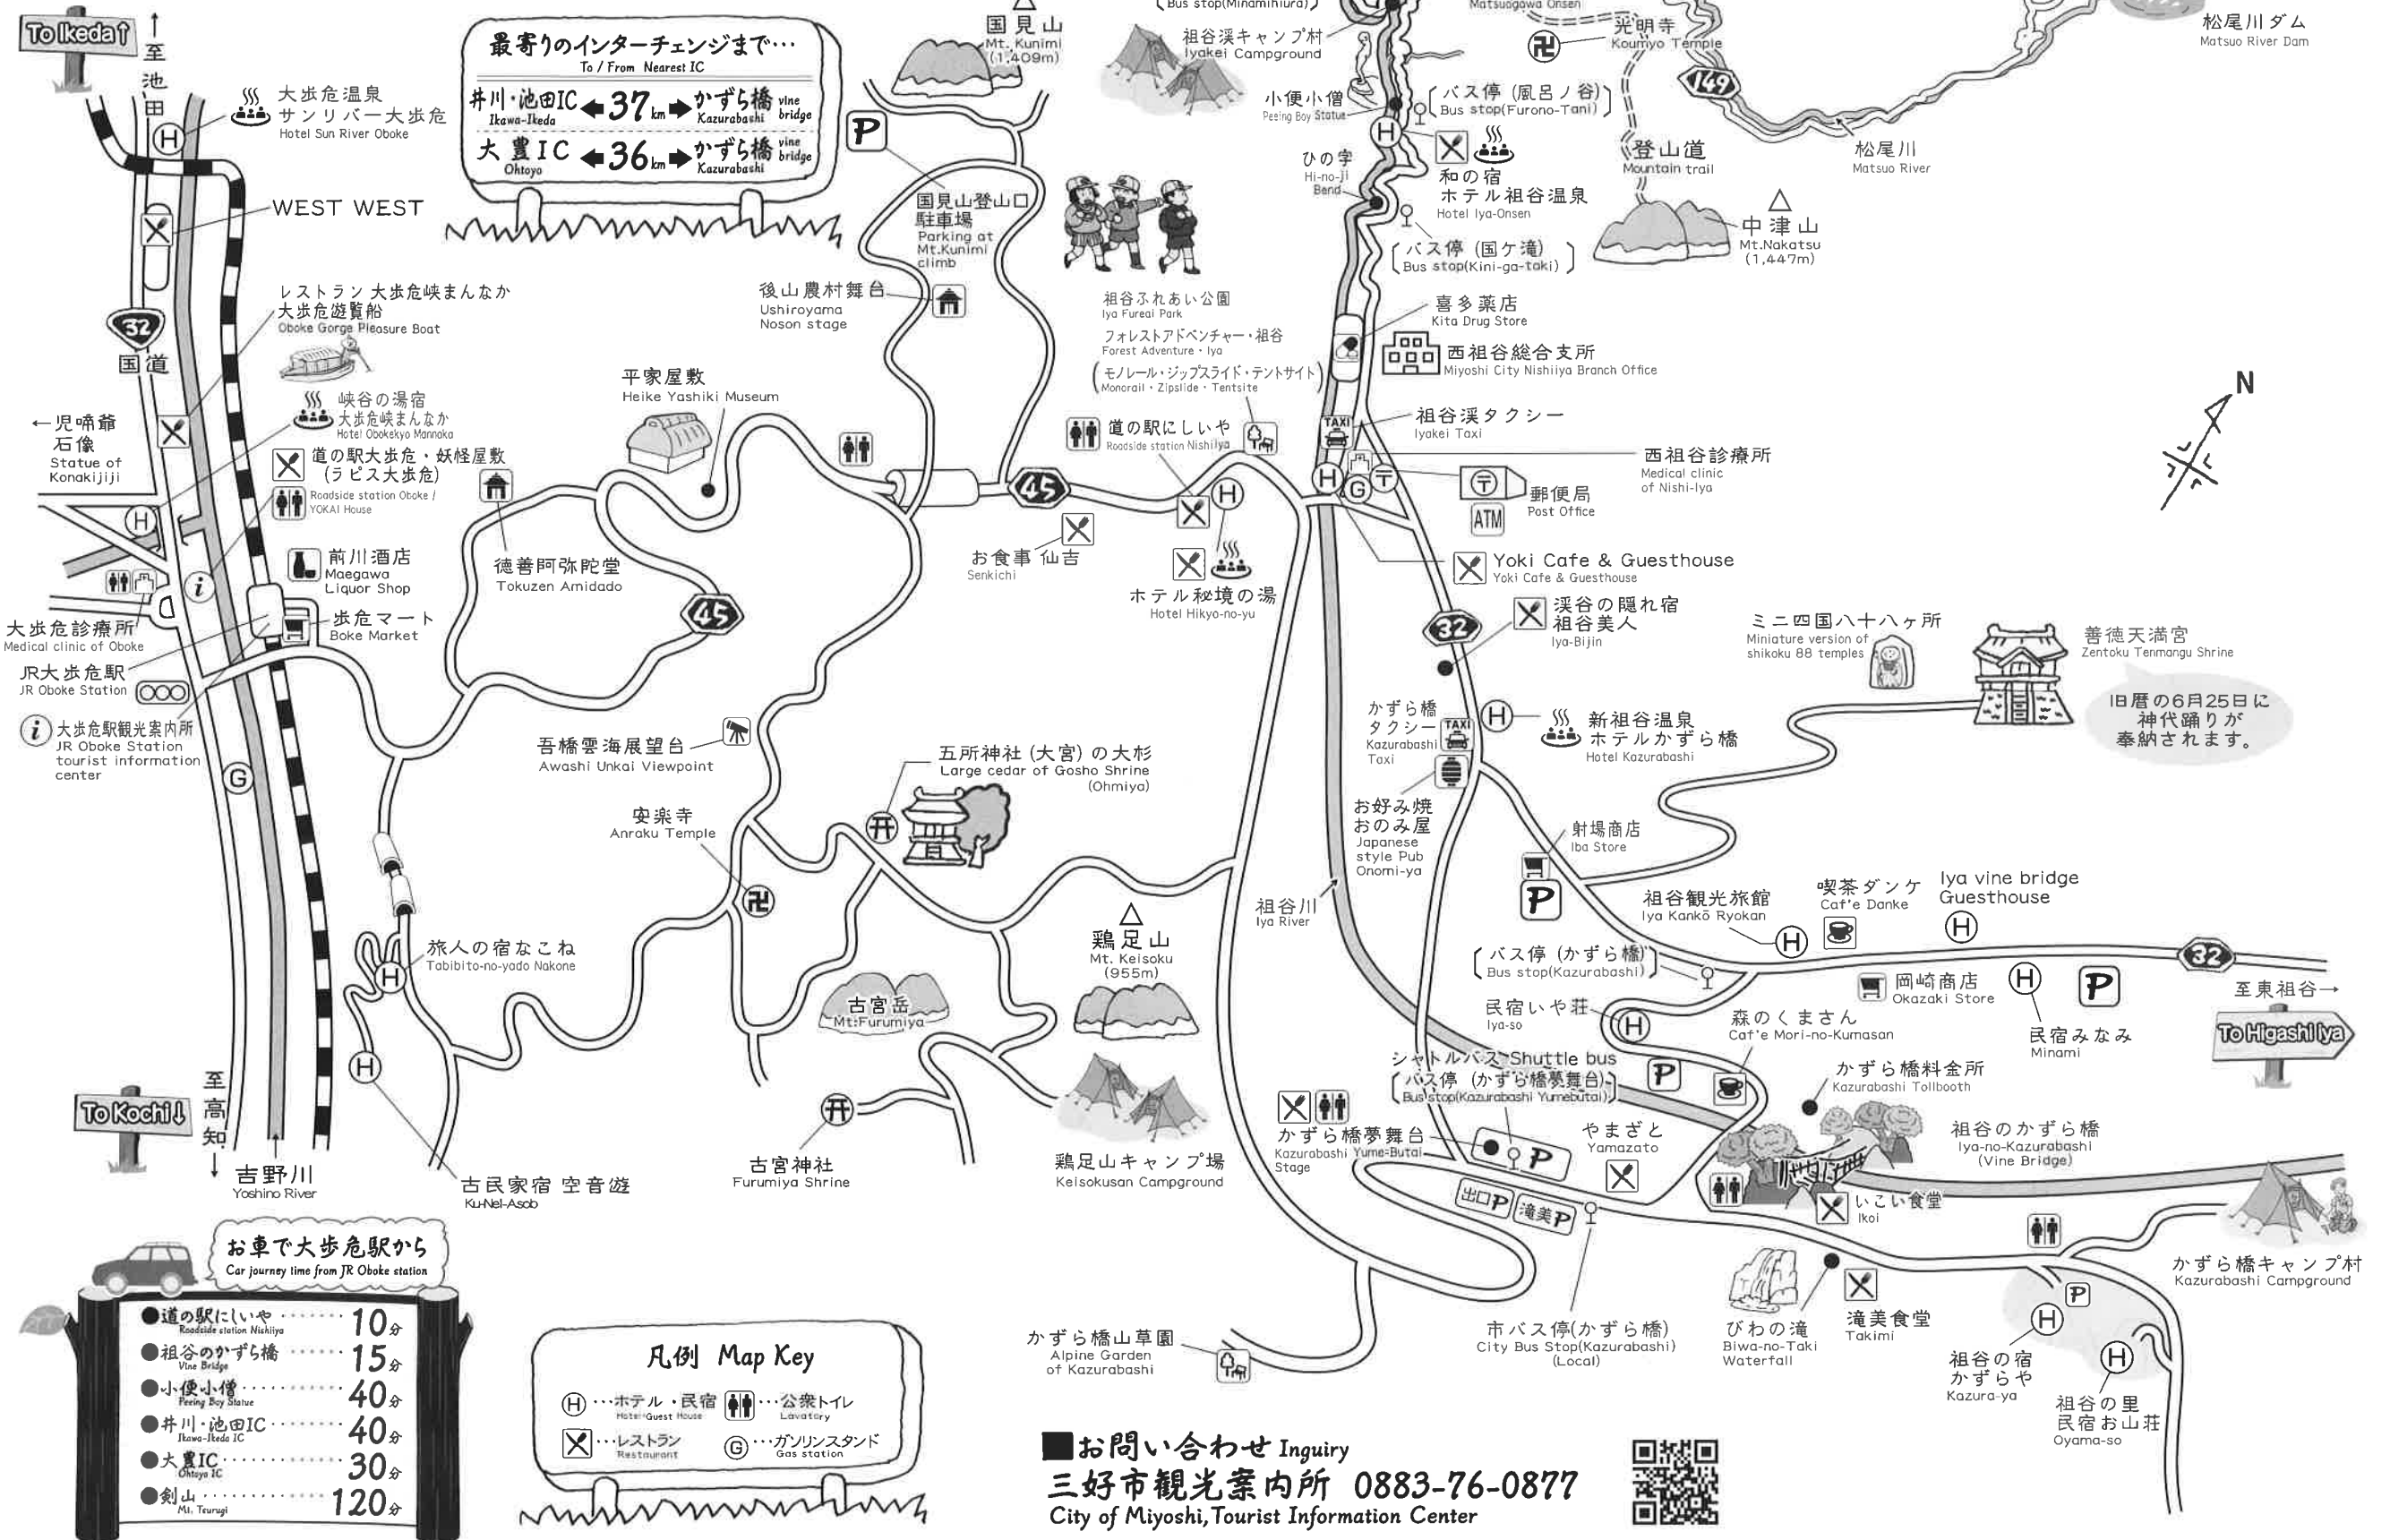 To Ikeda↑
↑
至池田
大歩危温泉
サンリバー大歩危
Hotel Sun River Oboke
WEST WEST
32
国道
レストラン 大歩危峡まんなか
大歩危遊覧船
Oboke Gorge Pleasure Boat
峡谷の湯宿
大歩危峡まんなか
Hotel Obokekyo Mannaka
←児啼爺
石像
Statue of
Konakijiji
道の駅大歩危・妖怪屋敷
(ラピス大歩危)
Roadside station Oboke /
YOKAI House
前川酒店
Maegawa
Liquor Shop
歩危マート
Boke Market
大歩危診療所
Medical clinic of Oboke
JR大歩危駅
JR Oboke Station
大歩危駅観光案内所
JR Oboke Station
tourist information
center
To Kochi↓
至高知
↓
吉野川
Yoshino River
最寄りのインターチェンジまで…
To / From Nearest IC
井川・池田IC ←37km→ かずら橋 vine bridge
Ikawa-Ikeda Kazurabashi
大豊IC ←36km→ かずら橋 vine bridge
Ohtoyo Kazurabashi
国見山
Mt. Kunimi
(1,409m)
P
国見山登山口
駐車場
Parking at
Mt.Kunimi
climb
後山農村舞台
Ushiroyama
Noson stage
平家屋敷
Heike Yashiki Museum
徳善阿弥陀堂
Tokuzen Amidado
45
45
吾橋雲海展望台
Awashi Unkai Viewpoint
五所神社 (大宮) の大杉
Large cedar of Gosho Shrine
(Ohmiya)
安楽寺
Anraku Temple
旅人の宿なこね
Tabibito-no-yado Nakone
古民家宿 空音遊
Ku-Nel-Asob
古宮岳
Mt.Furumiya
古宮神社
Furumiya Shrine
鶏足山
Mt. Keisoku
(955m)
鶏足山キャンプ場
Keisokusan Campground
Bus stop(Minamihiura)
祖谷渓キャンプ村
Iyakei Campground
小便小僧
Peeing Boy Statue
バス停 (風呂ノ谷)
Bus stop(Furono-Tani)
ひの字
Hi-no-ji
Bend
和の宿
ホテル祖谷温泉
Hotel Iya-Onsen
バス停 (国ケ滝)
Bus stop(Kini-ga-taki)
Matsuogawa Onsen
光明寺
Koumyo Temple
149
登山道
Mountain trail
中津山
Mt.Nakatsu
(1,447m)
松尾川
Matsuo River
松尾川ダム
Matsuo River Dam
N
祖谷ふれあい公園
Iya Fureai Park
フォレストアドベンチャー・祖谷
Forest Adventure・Iya
(モノレール・ジップスライド・テントサイト)
Monorail・Zipslide・Tentsite
道の駅にしいや
Roadside station NishiIya
お食事 仙吉
Senkichi
ホテル秘境の湯
Hotel Hikyo-no-yu
喜多薬店
Kita Drug Store
西祖谷総合支所
Miyoshi City Nishiiya Branch Office
TAXI
祖谷渓タクシー
Iyakei Taxi
西祖谷診療所
Medical clinic
of Nishi-Iya
郵便局
Post Office
ATM
Yoki Cafe & Guesthouse
Yoki Cafe & Guesthouse
渓谷の隠れ宿
祖谷美人
Iya-Bijin
32
かずら橋
タクシー
Kazurabashi
Taxi
TAXI
新祖谷温泉
ホテルかずら橋
Hotel Kazurabashi
お好み焼
おのみ屋
Japanese
style Pub
Onomi-ya
ミニ四国八十八ヶ所
Miniature version of
shikoku 88 temples
善徳天満宮
Zentoku Tenmangu Shrine
旧暦の6月25日に
神代踊りが
奉納されます。
射場商店
Iba Store
P
祖谷川
Iya River
祖谷観光旅館
Iya Kankō Ryokan
喫茶ダンケ
Caf'e Danke
Iya vine bridge
Guesthouse
バス停 (かずら橋)
Bus stop(Kazurabashi)
岡崎商店
Okazaki Store
民宿みなみ
Minami
P
32
至東祖谷→
To Higashi Iya
民宿いや荘
Iya-so
森のくまさん
Caf'e Mori-no-Kumasan
P
かずら橋料金所
Kazurabashi Tollbooth
シャトルバス Shuttle bus
バス停 (かずら橋夢舞台)
Bus stop(Kazurabashi Yumebutai)
かずら橋夢舞台
Kazurabashi Yume-Butai
Stage
P
やまざと
Yamazato
出口P
滝美P
祖谷のかずら橋
Iya-no-Kazurabashi
(Vine Bridge)
いこい食堂
Ikoi
かずら橋キャンプ村
Kazurabashi Campground
市バス停(かずら橋)
City Bus Stop(Kazurabashi)
(Local)
びわの滝
Biwa-no-Taki
Waterfall
滝美食堂
Takimi
P
祖谷の宿
かずらや
Kazura-ya
祖谷の里
民宿お山荘
Oyama-so
かずら橋山草園
Alpine Garden
of Kazurabashi
お車で大歩危駅から
Car journey time from JR Oboke station
●道の駅にしいや……10分
Roadside station Nishiiya
●祖谷のかずら橋……15分
Vine Bridge
●小便小僧……40分
Peeing Boy Statue
●井川・池田IC……40分
Ikawa-Ikeda IC
●大豊IC……30分
Ohtoyo IC
●剣山……120分
Mt. Tsurugi
凡例 Map Key
H…ホテル・民宿
Hotel・Guest House
…公衆トイレ
Lavatory
…レストラン
Restaurant
G…ガソリンスタンド
Gas station
■お問い合わせ Inguiry
三好市観光案内所 0883-76-0877
City of Miyoshi,Tourist Information Center